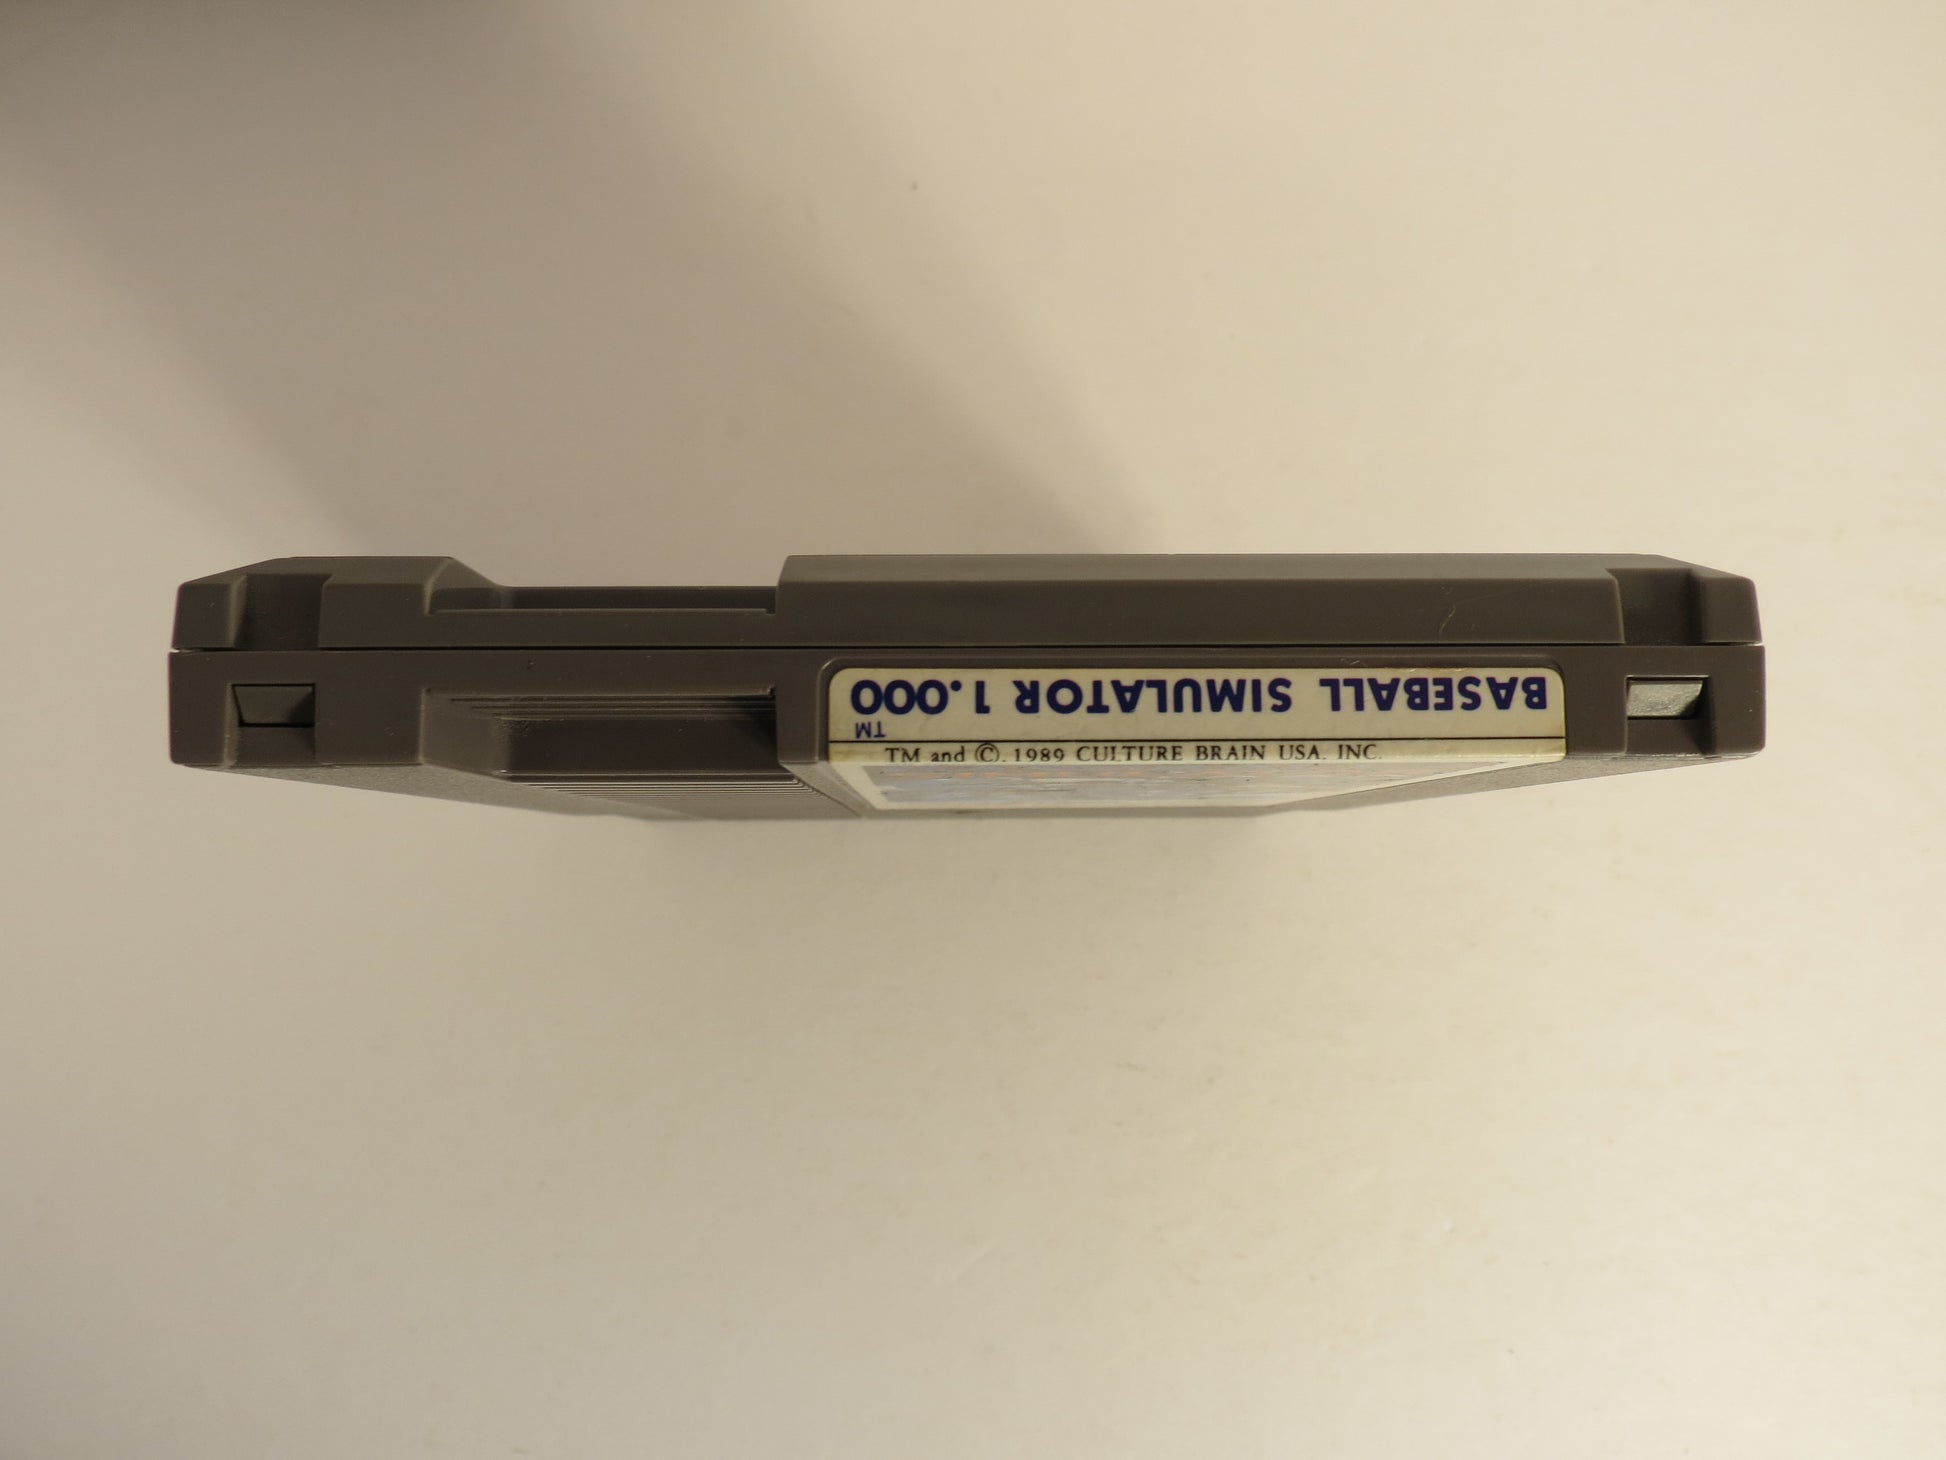 BASEBALL SIMULATOR 1.000
TM
TM and ©. 1989 CULTURE BRAIN USA, INC.